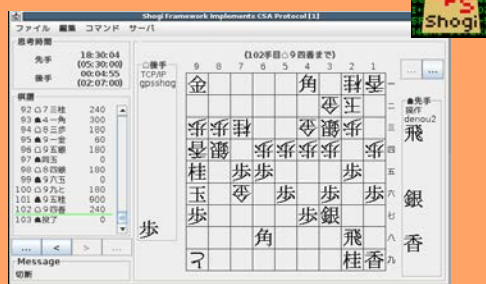 Shogi Framework Implements CSA Protocol [1]
ファイル 編集 コマンド サーバ
Shogi
思考時間
先手 18:30:04
(05:30:00)
後手 00:04:55
(02:07:00)
棋譜
92 ☖7三桂 240
93 ☗4一角 300
94 ☖8三歩 180
95 ☗9一金 60
96 ☖9五銀 180
97 ☗同玉 0
98 ☖8四銀 180
99 ☗9六玉 0
100 ☖9九と 180
101 ☗9五桂 900
102 ☖9四香 240
103 ☗投了 0
... < > ...
Message
切断
☖後手
TCP/IP
gpsshog
歩
(102手目☖9四香まで)
9 8 7 6 5 4 3 2 1
金 角 桂 香 一
金 王 二
歩 歩 桂 金 銀 歩 三
香 銀 歩 歩 歩 歩 四
桂 歩 歩 歩 五
玉 金 歩 歩 歩 六
歩 歩 銀 七
角 飛 八
と 桂 香 九
... ...
☗先手
操作
denou2
飛
銀
香